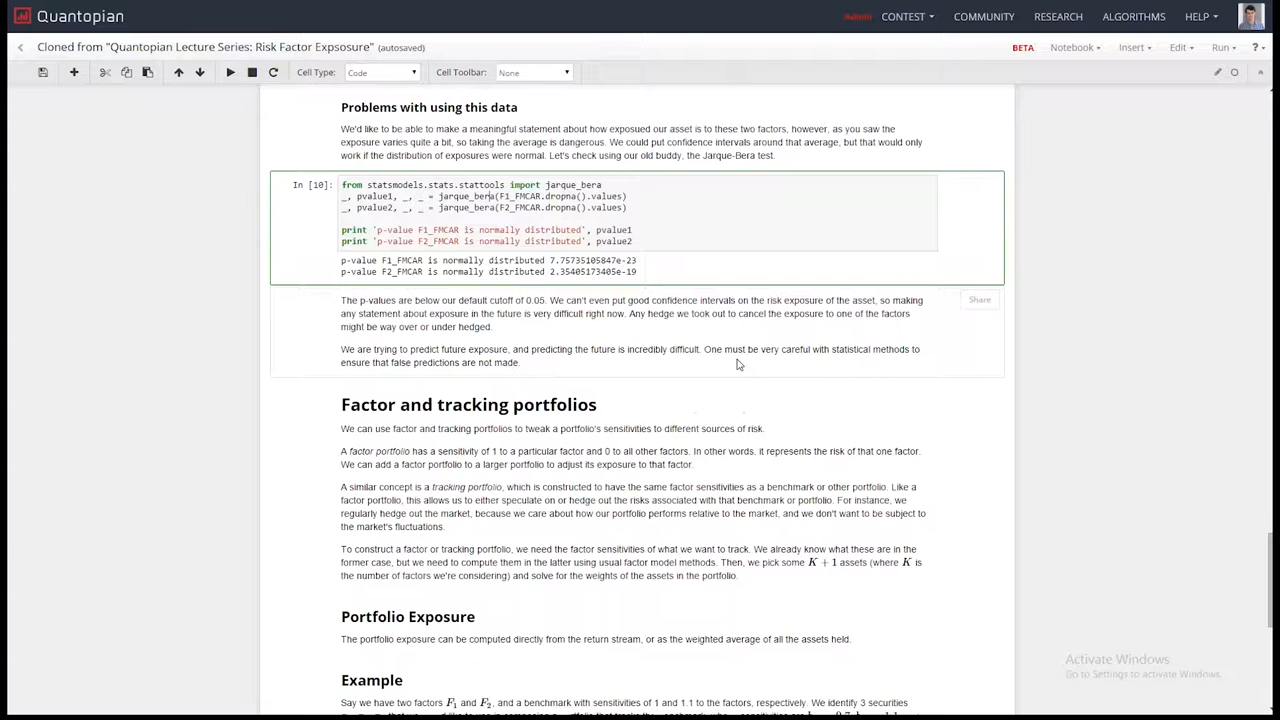 Quantopian
Admin CONTEST COMMUNITY RESEARCH ALGORITHMS HELP
Cloned from "Quantopian Lecture Series: Risk Factor Expsosure" (autosaved)
BETA Notebook Insert Edit Run ?
Cell Type: Code Cell Toolbar: None
Problems with using this data
We'd like to be able to make a meaningful statement about how exposued our asset is to these two factors, however, as you saw the
exposure varies quite a bit, so taking the average is dangerous. We could put confidence intervals around that average, but that would only
work if the distribution of exposures were normal. Let's check using our old buddy, the Jarque-Bera test.
In [10]: from statsmodels.stats.stattools import jarque_bera
_, pvalue1, _, _ = jarque_bera(F1_FMCAR.dropna().values)
_, pvalue2, _, _ = jarque_bera(F2_FMCAR.dropna().values)
print 'p-value F1_FMCAR is normally distributed', pvalue1
print 'p-value F2_FMCAR is normally distributed', pvalue2
p-value F1_FMCAR is normally distributed 7.75735105847e-23
p-value F2_FMCAR is normally distributed 2.35405173405e-19
The p-values are below our default cutoff of 0.05. We can't even put good confidence intervals on the risk exposure of the asset, so making
any statement about exposure in the future is very difficult right now. Any hedge we took out to cancel the exposure to one of the factors
might be way over or under hedged.
Share
We are trying to predict future exposure, and predicting the future is incredibly difficult. One must be very careful with statistical methods to
ensure that false predictions are not made.
Factor and tracking portfolios
We can use factor and tracking portfolios to tweak a portfolio's sensitivities to different sources of risk.
A factor portfolio has a sensitivity of 1 to a particular factor and 0 to all other factors. In other words, it represents the risk of that one factor.
We can add a factor portfolio to a larger portfolio to adjust its exposure to that factor.
A similar concept is a tracking portfolio, which is constructed to have the same factor sensitivities as a benchmark or other portfolio. Like a
factor portfolio, this allows us to either speculate on or hedge out the risks associated with that benchmark or portfolio. For instance, we
regularly hedge out the market, because we care about how our portfolio performs relative to the market, and we don't want to be subject to
the market's fluctuations.
To construct a factor or tracking portfolio, we need the factor sensitivities of what we want to track. We already know what these are in the
former case, but we need to compute them in the latter using usual factor model methods. Then, we pick some K + 1 assets (where K is
the number of factors we're considering) and solve for the weights of the assets in the portfolio.
Portfolio Exposure
The portfolio exposure can be computed directly from the return stream, or as the weighted average of all the assets held.
Example
Say we have two factors F1 and F2, and a benchmark with sensitivities of 1 and 1.1 to the factors, respectively. We identify 3 securities
Activate Windows
Go to Settings to activate Windows.